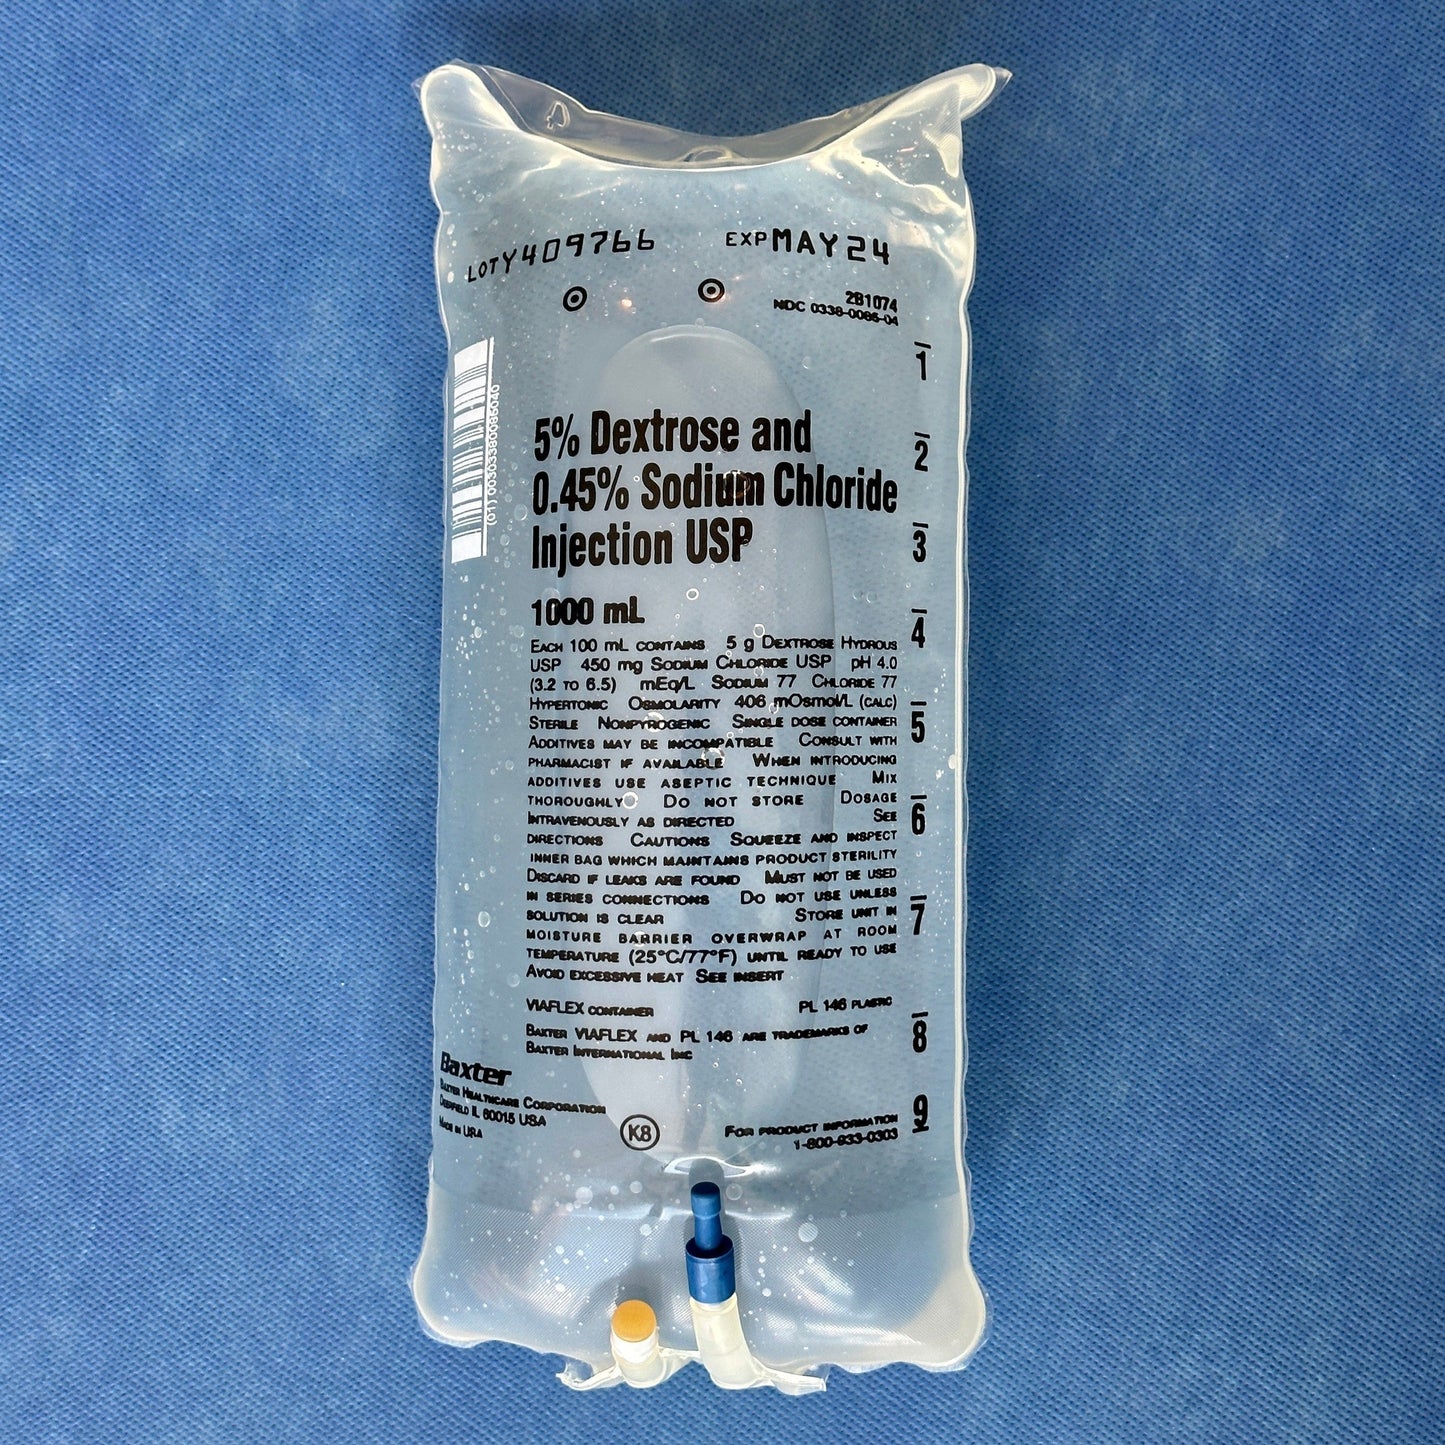 LOT Y409766 EXP MAY24
2B1074
NDC 0338-0085-04
(01) 00303380085040
1
2
3
4
5
6
7
8
9
5% Dextrose and
0.45% Sodium Chloride
Injection USP
1000 mL
EACH 100 mL CONTAINS 5 g DEXTROSE HYDROUS
USP 450 mg SODIUM CHLORIDE USP pH 4.0
(3.2 TO 6.5) mEq/L SODIUM 77 CHLORIDE 77
HYPERTONIC OSMOLARITY 406 mOsmol/L (CALC)
STERILE NONPYROGENIC SINGLE DOSE CONTAINER
ADDITIVES MAY BE INCOMPATIBLE CONSULT WITH
PHARMACIST IF AVAILABLE WHEN INTRODUCING
ADDITIVES USE ASEPTIC TECHNIQUE MIX
THOROUGHLY DO NOT STORE DOSAGE
INTRAVENOUSLY AS DIRECTED SEE
DIRECTIONS CAUTIONS SQUEEZE AND INSPECT
INNER BAG WHICH MAINTAINS PRODUCT STERILITY
DISCARD IF LEAKS ARE FOUND MUST NOT BE USED
IN SERIES CONNECTIONS DO NOT USE UNLESS
SOLUTION IS CLEAR STORE UNIT IN
MOISTURE BARRIER OVERWRAP AT ROOM
TEMPERATURE (25°C/77°F) UNTIL READY TO USE
AVOID EXCESSIVE HEAT SEE INSERT
VIAFLEX CONTAINER PL 146 PLASTIC
BAXTER VIAFLEX AND PL 146 ARE TRADEMARKS OF
BAXTER INTERNATIONAL INC
Baxter
BAXTER HEALTHCARE CORPORATION
DEERFIELD IL 60015 USA
MADE IN USA
K8
FOR PRODUCT INFORMATION
1-800-933-0303